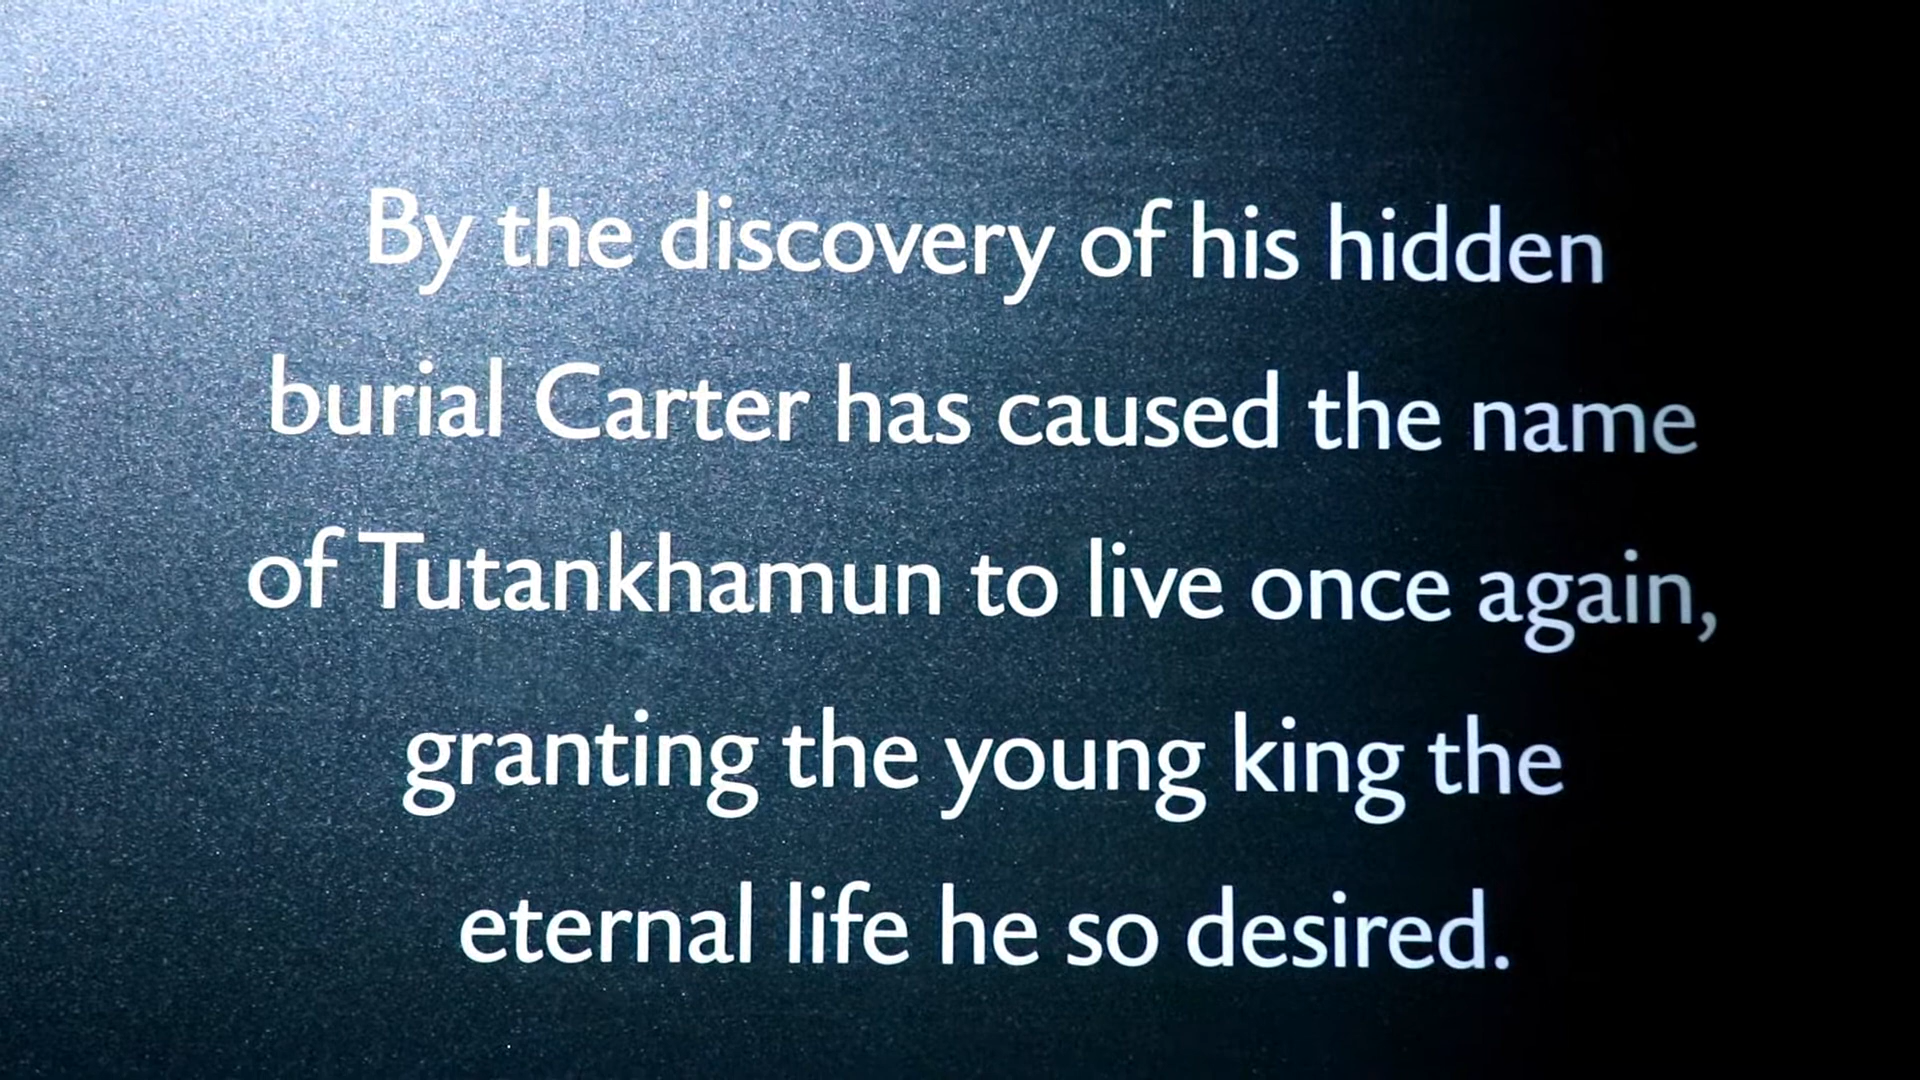 By the discovery of his hidden
burial Carter has caused the name
of Tutankhamun to live once again,
granting the young king the
eternal life he so desired.